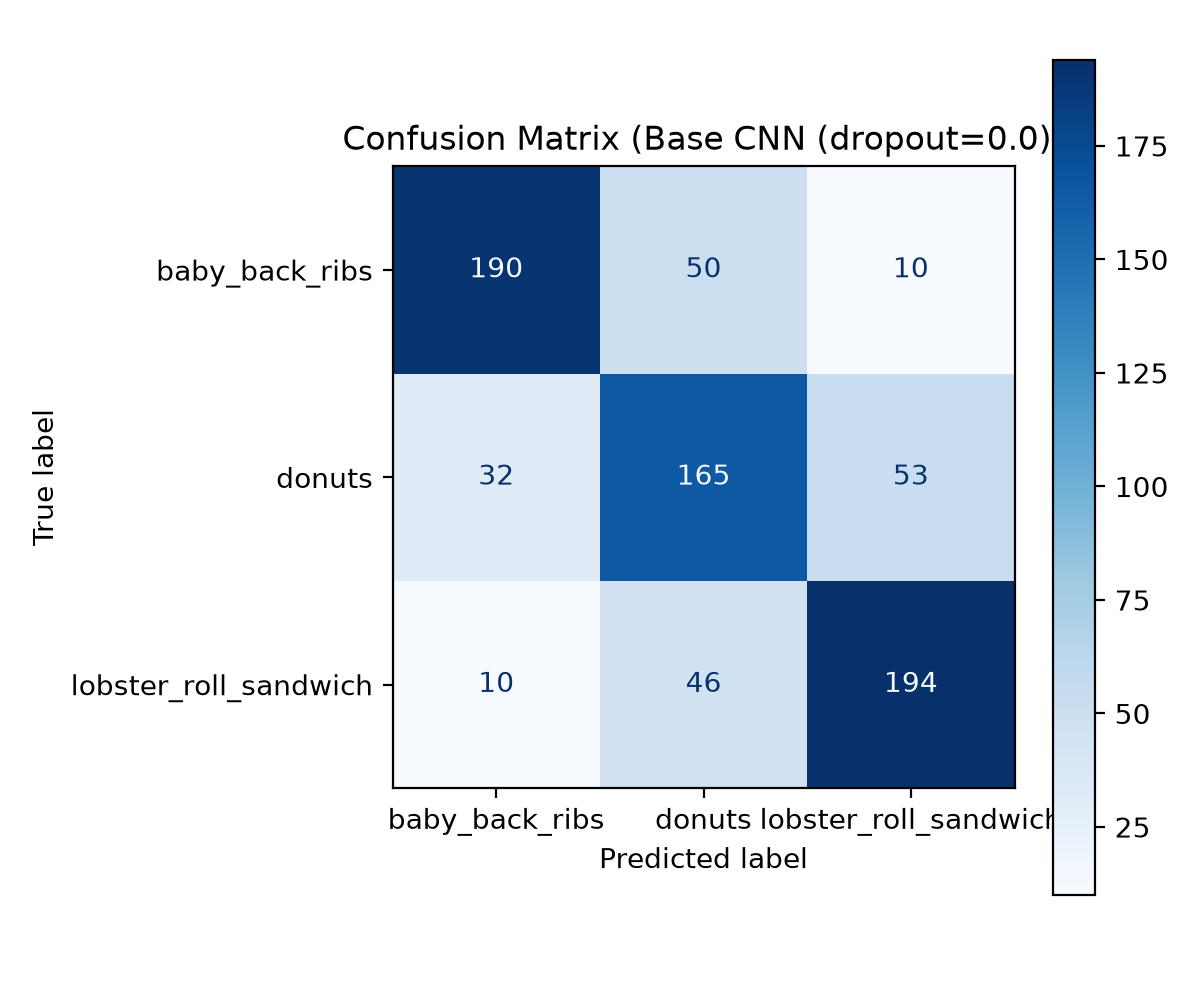 Confusion Matrix (Base CNN (dropout=0.0)
175
150
125
100
75
50
25
True label
baby_back_ribs
190 50 10
donuts
32 165 53
lobster_roll_sandwich
10 46 194
baby_back_ribs donuts lobster_roll_sandwich
Predicted label